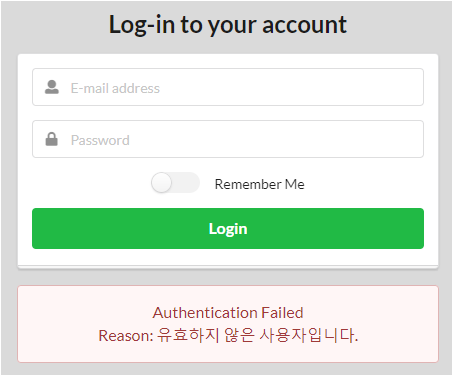 Log-in to your account
E-mail address
Password
Remember Me
Login
Authentication Failed
Reason: 유효하지 않은 사용자입니다.